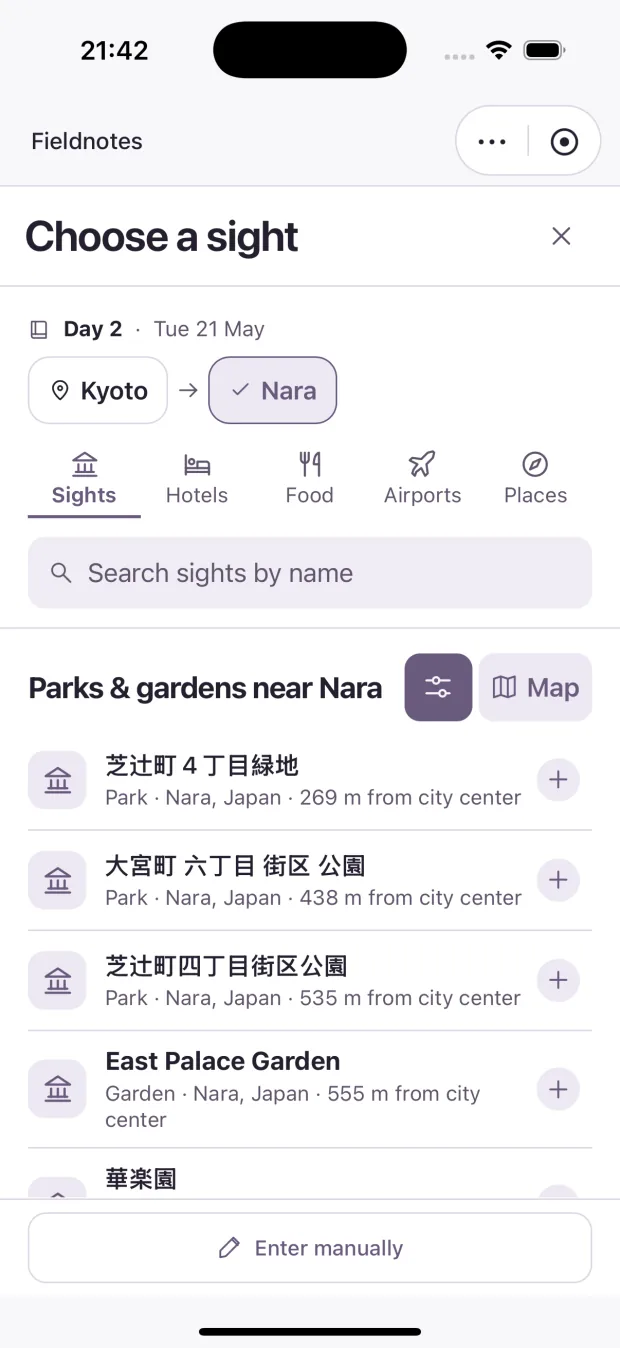 21:42
Fieldnotes
Choose a sight
Day 2 · Tue 21 May
Kyoto → Nara
Sights Hotels Food Airports Places
Search sights by name
Parks & gardens near Nara Map
芝辻町４丁目緑地
Park · Nara, Japan · 269 m from city center
大宮町 六丁目 街区 公園
Park · Nara, Japan · 438 m from city center
芝辻町四丁目街区公園
Park · Nara, Japan · 535 m from city center
East Palace Garden
Garden · Nara, Japan · 555 m from city
center
華楽園
Enter manually